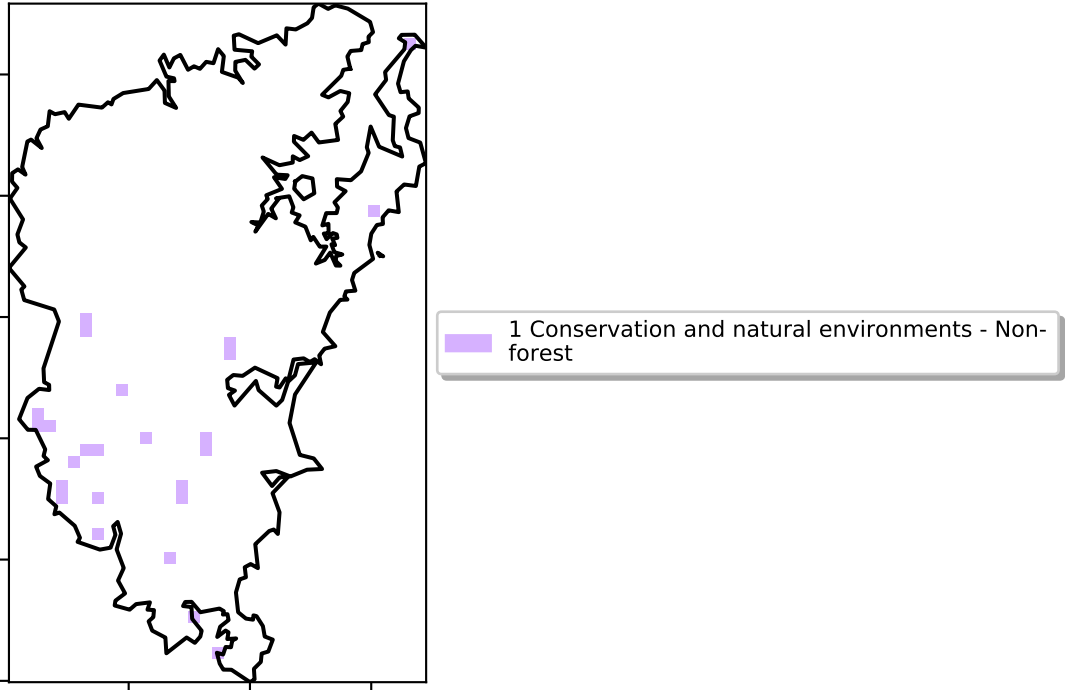 1 Conservation and natural environments - Non-
forest